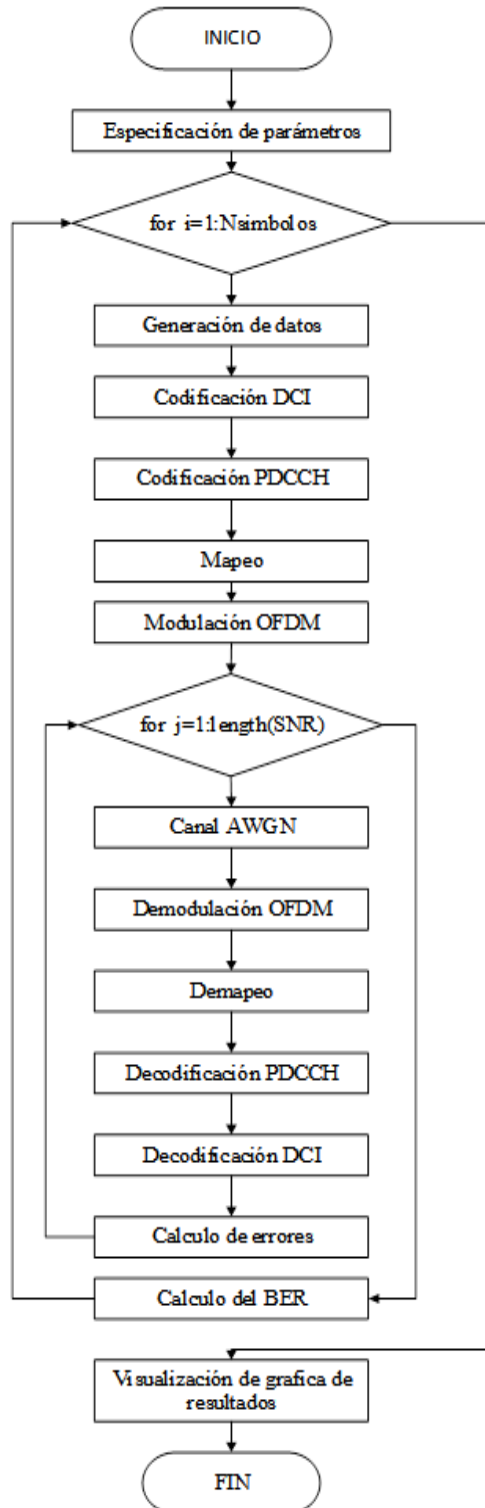 INICIO
Especificación de parámetros
for i=1:Nsimbolos
Generación de datos
Codificación DCI
Codificación PDCCH
Mapeo
Modulación OFDM
for j=1:length(SNR)
Canal AWGN
Demodulación OFDM
Demapeo
Decodificación PDCCH
Decodificación DCI
Calculo de errores
Calculo del BER
Visualización de grafica de
resultados
FIN